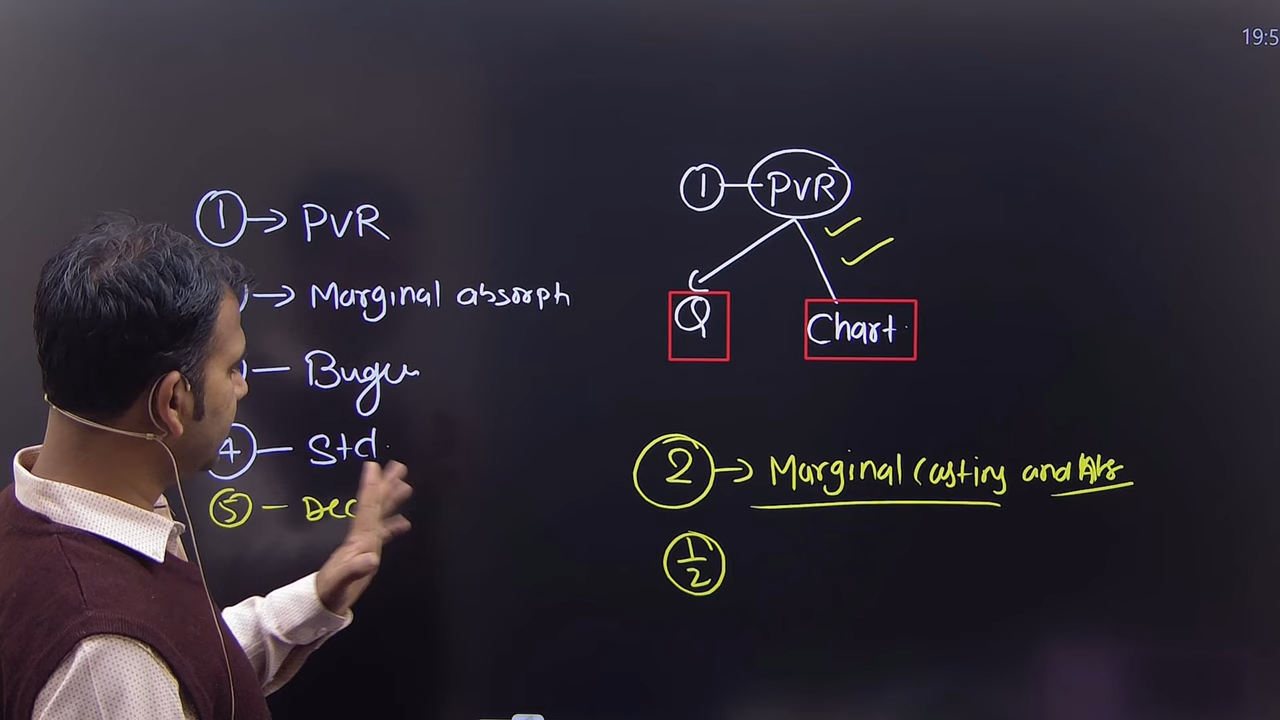 19:5
① → PVR
→ Marginal absorph
— Buge
④ — Std.
⑤ — Dec
① — PVR
Q
Chart
② → Marginal Costing and Abs
1/2